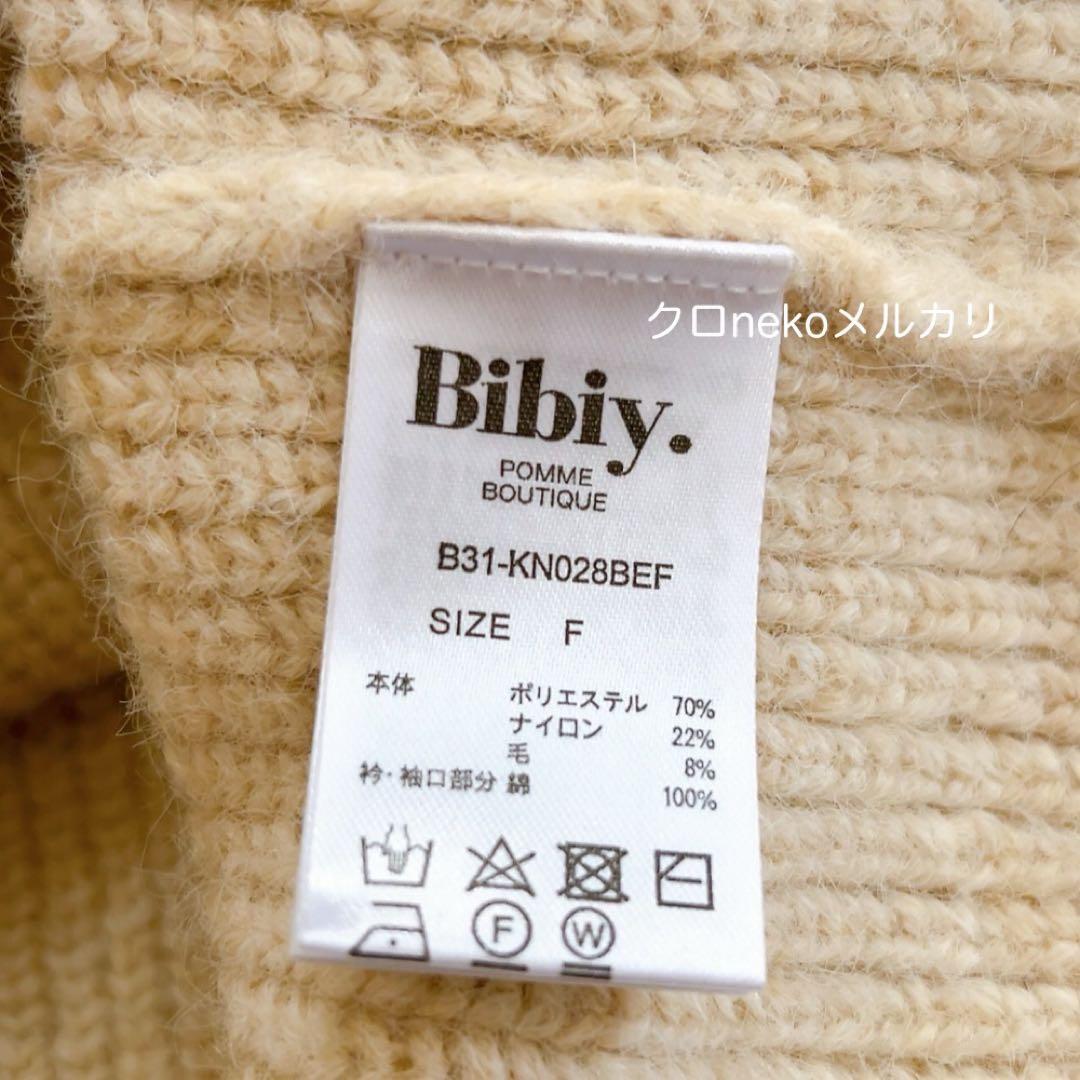 クロnekoメルカリ
Bibiy.
POMME
BOUTIQUE
B31-KN028BEF
SIZE F
本体 ポリエステル 70%
ナイロン 22%
毛 8%
衿・袖口部分 綿 100%
F W